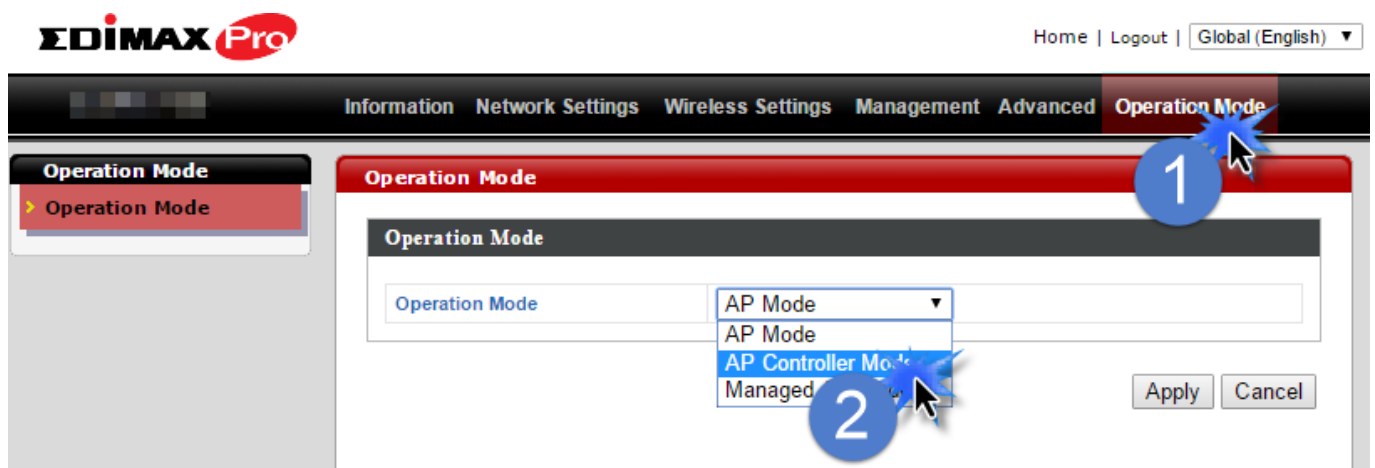 EDiMAX Pro
Home | Logout | Global (English)
Information Network Settings Wireless Settings Management Advanced Operation Mode
Operation Mode
Operation Mode
Operation Mode
1
Operation Mode
Operation Mode AP Mode
AP Mode
AP Controller Mode
Managed
2
Apply Cancel